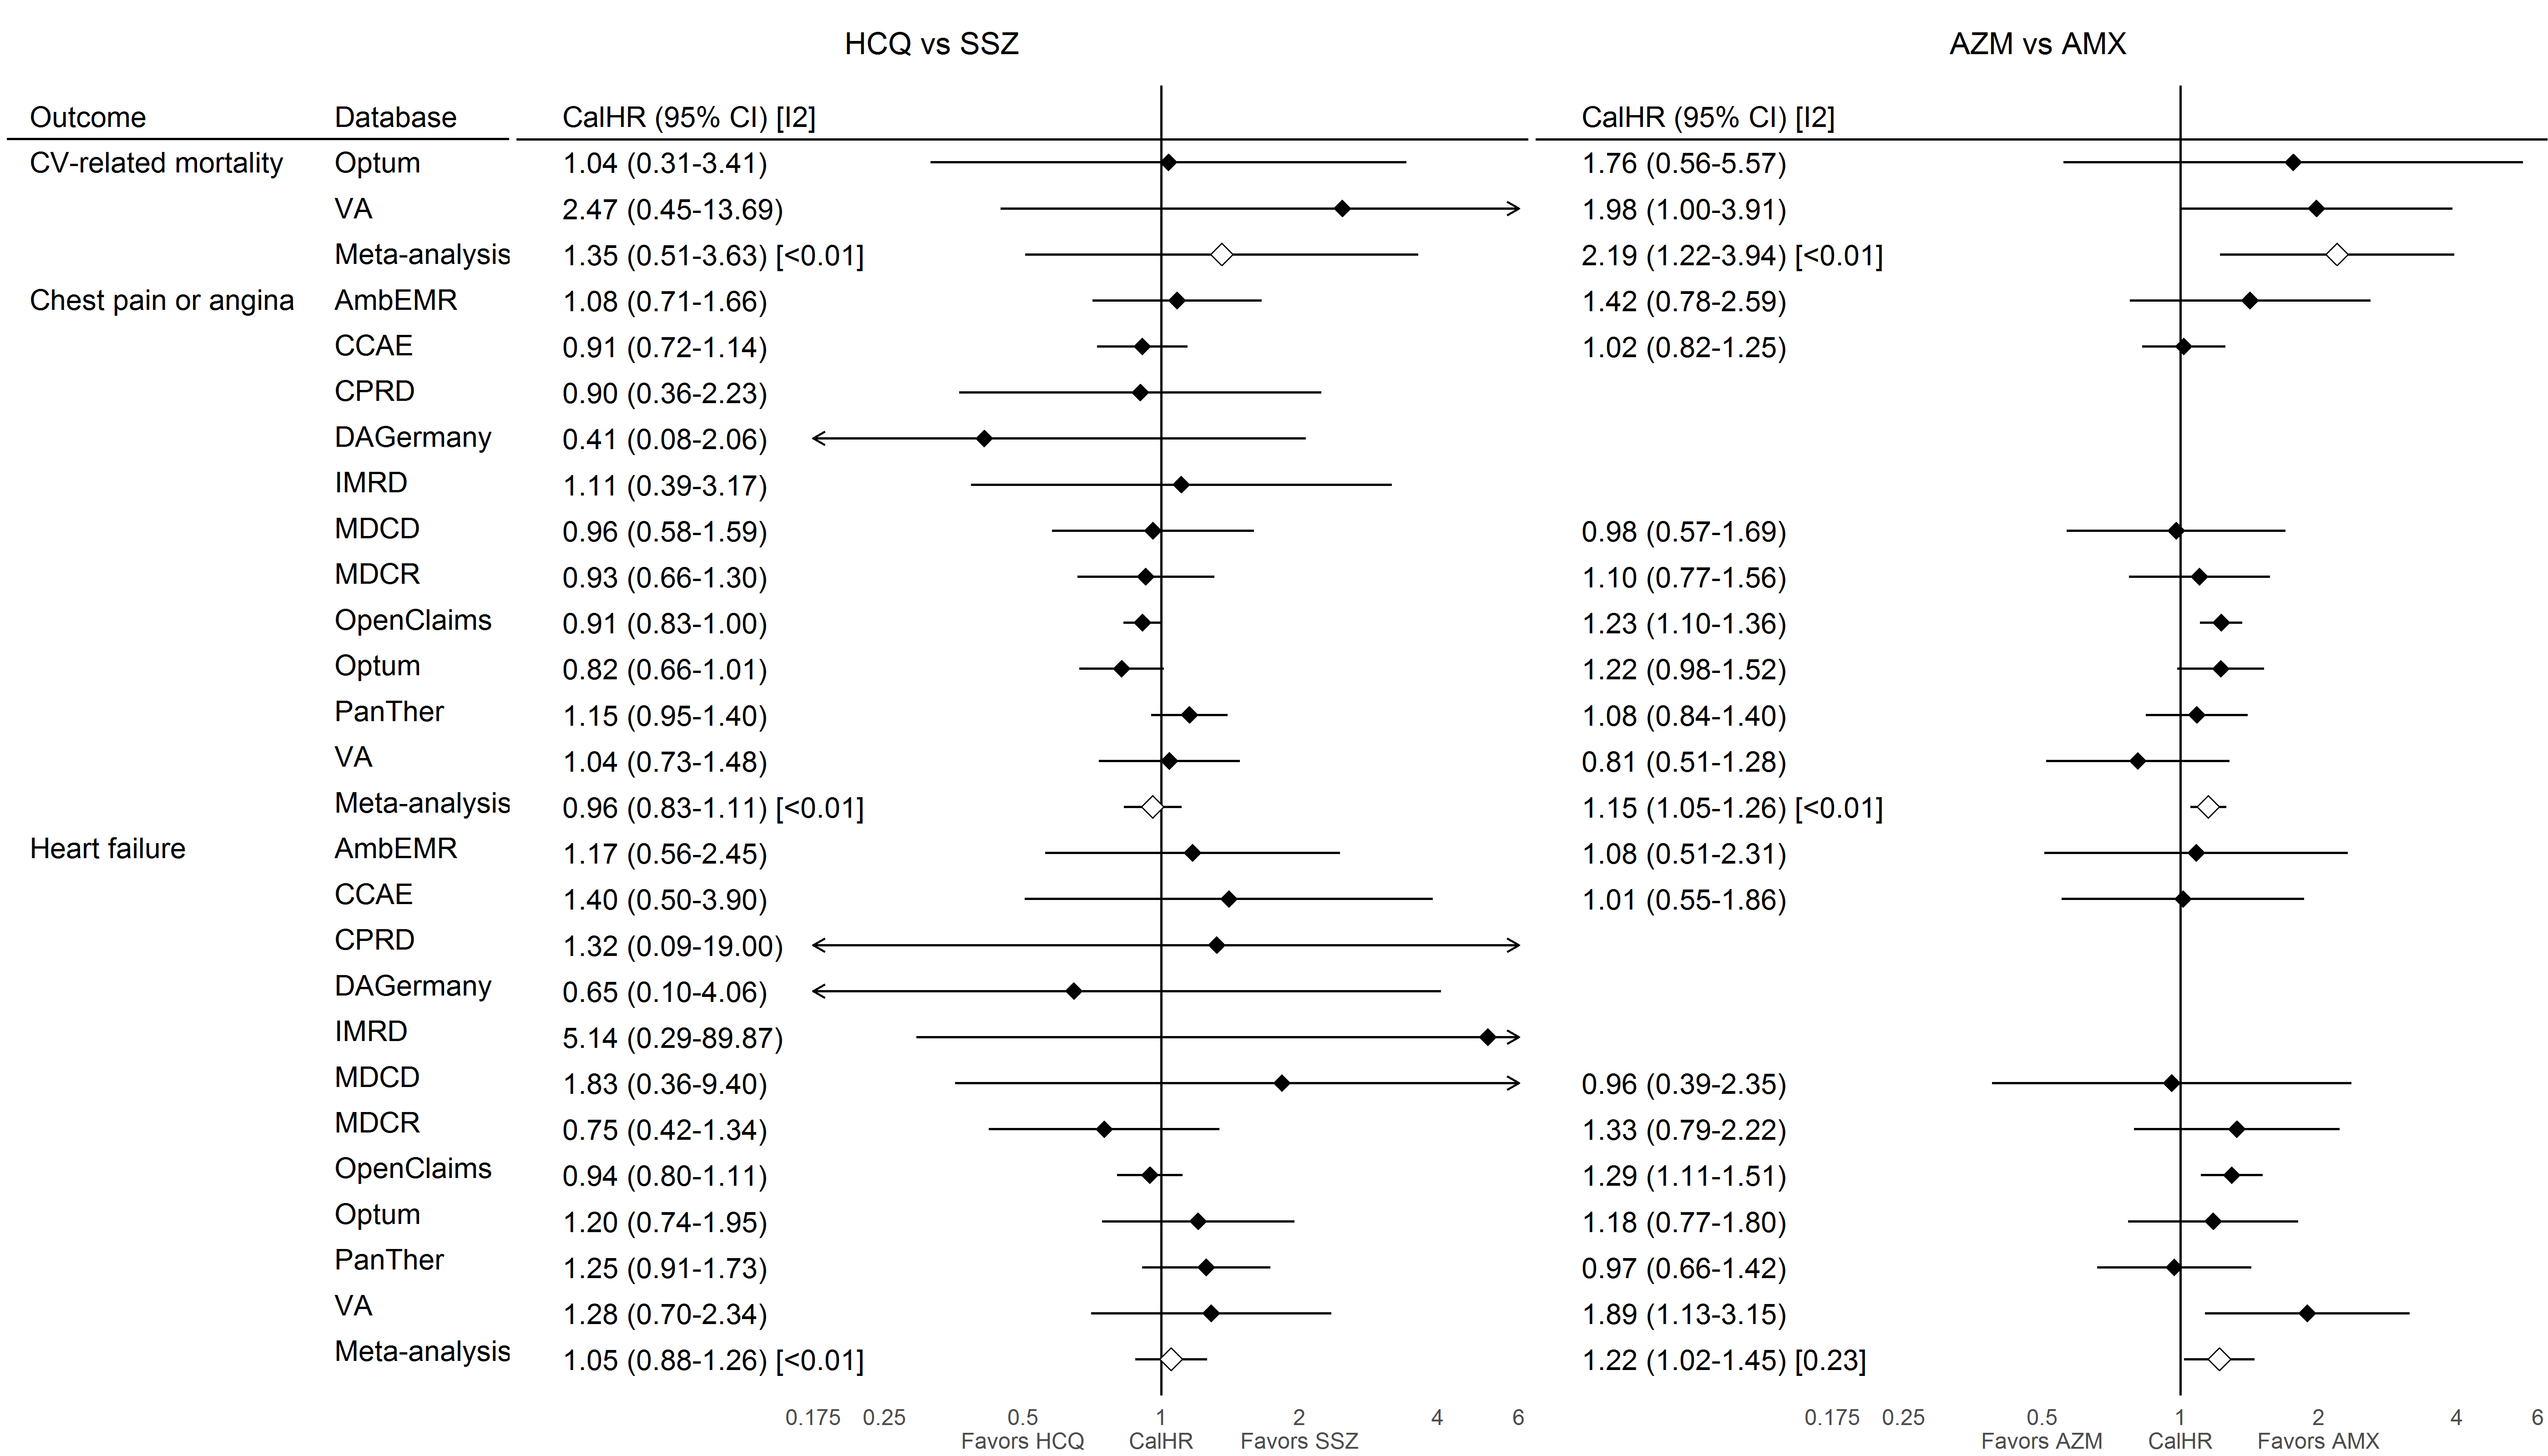 HCQ vs SSZ AZM vs AMX
Outcome Database CalHR (95% CI) [I2] CalHR (95% CI) [I2]
CV-related mortality Optum 1.04 (0.31-3.41) 1.76 (0.56-5.57)
VA 2.47 (0.45-13.69) 1.98 (1.00-3.91)
Meta-analysis 1.35 (0.51-3.63) [<0.01] 2.19 (1.22-3.94) [<0.01]
Chest pain or angina AmbEMR 1.08 (0.71-1.66) 1.42 (0.78-2.59)
CCAE 0.91 (0.72-1.14) 1.02 (0.82-1.25)
CPRD 0.90 (0.36-2.23)
DAGermany 0.41 (0.08-2.06)
IMRD 1.11 (0.39-3.17)
MDCD 0.96 (0.58-1.59) 0.98 (0.57-1.69)
MDCR 0.93 (0.66-1.30) 1.10 (0.77-1.56)
OpenClaims 0.91 (0.83-1.00) 1.23 (1.10-1.36)
Optum 0.82 (0.66-1.01) 1.22 (0.98-1.52)
PanTher 1.15 (0.95-1.40) 1.08 (0.84-1.40)
VA 1.04 (0.73-1.48) 0.81 (0.51-1.28)
Meta-analysis 0.96 (0.83-1.11) [<0.01] 1.15 (1.05-1.26) [<0.01]
Heart failure AmbEMR 1.17 (0.56-2.45) 1.08 (0.51-2.31)
CCAE 1.40 (0.50-3.90) 1.01 (0.55-1.86)
CPRD 1.32 (0.09-19.00)
DAGermany 0.65 (0.10-4.06)
IMRD 5.14 (0.29-89.87)
MDCD 1.83 (0.36-9.40) 0.96 (0.39-2.35)
MDCR 0.75 (0.42-1.34) 1.33 (0.79-2.22)
OpenClaims 0.94 (0.80-1.11) 1.29 (1.11-1.51)
Optum 1.20 (0.74-1.95) 1.18 (0.77-1.80)
PanTher 1.25 (0.91-1.73) 0.97 (0.66-1.42)
VA 1.28 (0.70-2.34) 1.89 (1.13-3.15)
Meta-analysis 1.05 (0.88-1.26) [<0.01] 1.22 (1.02-1.45) [0.23]
0.175 0.25 0.5 1 2 4 6 0.175 0.25 0.5 1 2 4 6
Favors HCQ CalHR Favors SSZ Favors AZM CalHR Favors AMX